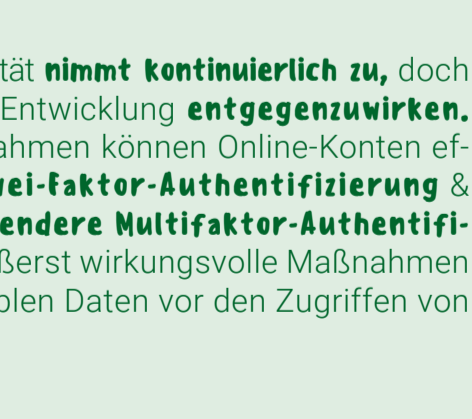 tät nimmt kontinuierlich zu, doch
Entwicklung entgegenzuwirken.
ahmen können Online-Konten ef-
ei-Faktor-Authentifizierung &
endere Multifaktor-Authentifi-
ßerst wirkungsvolle Maßnahmen
blen Daten vor den Zugriffen von